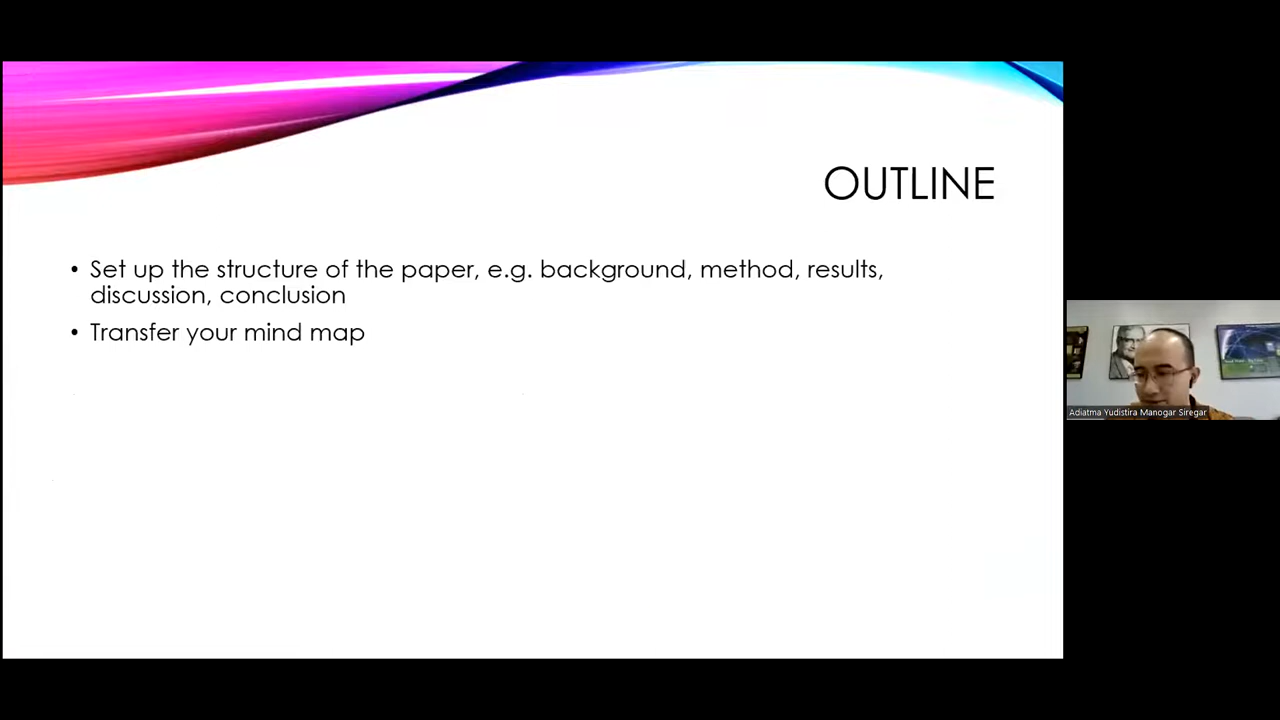 OUTLINE
• Set up the structure of the paper, e.g. background, method, results,
discussion, conclusion
• Transfer your mind map
Adiatma Yudistira Manogar Siregar